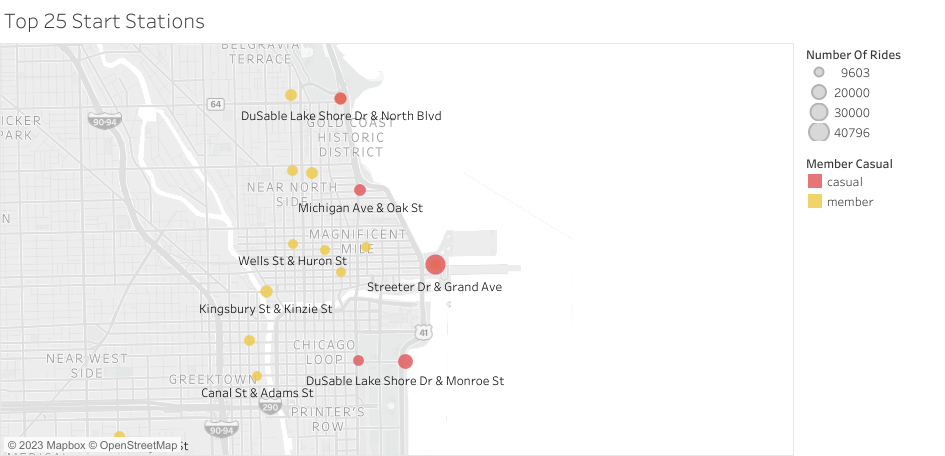 Top 25 Start Stations
BELGRAVIA
TERRACE
64
90-94
ICKER
PARK
DuSable Lake Shore Dr & North Blvd
GOLD COAST
HISTORIC
DISTRICT
NEAR NORTH
SIDE
Michigan Ave & Oak St
N
MAGNIFICENT
MILE
Wells St & Huron St
Streeter Dr & Grand Ave
Kingsbury St & Kinzie St
41
CHICAGO
LOOP
NEAR WEST
SIDE
GREEKTOWN
DuSable Lake Shore Dr & Monroe St
Canal St & Adams St
290
PRINTER'S
ROW
90-94
© 2023 Mapbox © OpenStreetMap
Number Of Rides
9603
20000
30000
40796
Member Casual
casual
member